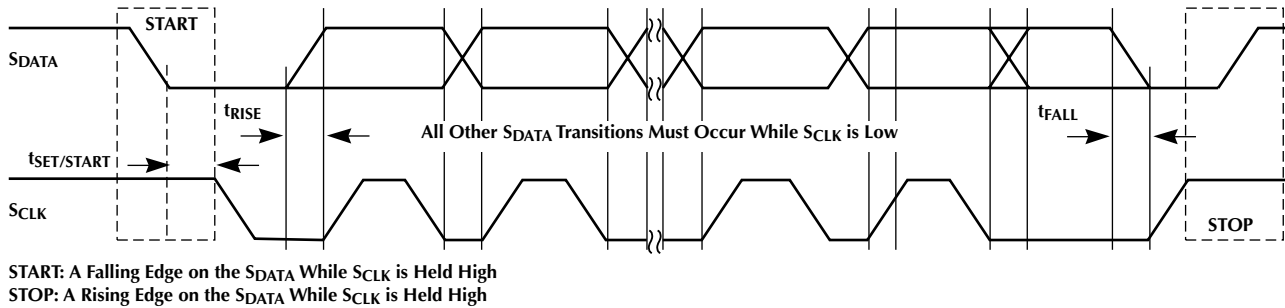 START
SDATA
tRISE
All Other SDATA Transitions Must Occur While SCLK is Low
tFALL
tSET/START
SCLK
STOP
START: A Falling Edge on the SDATA While SCLK is Held High
STOP: A Rising Edge on the SDATA While SCLK is Held High